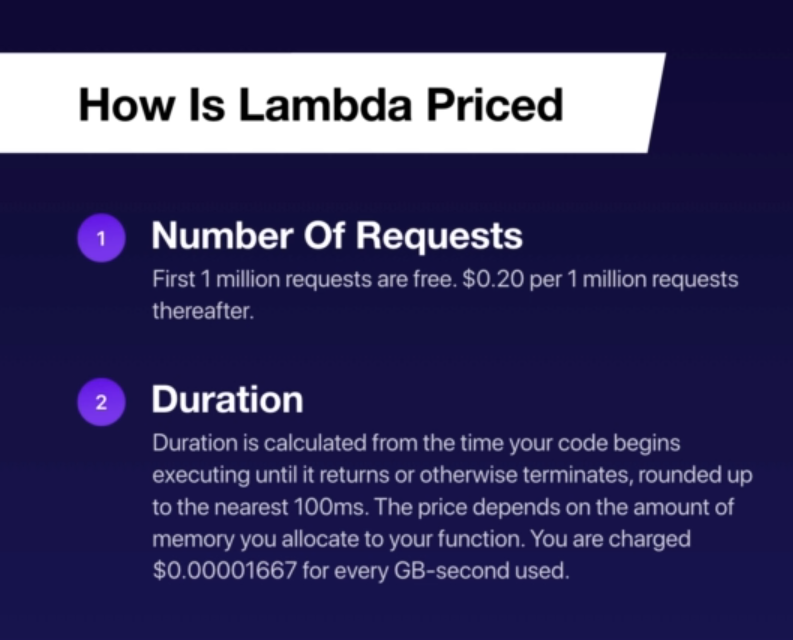 How Is Lambda Priced
1
Number Of Requests
First 1 million requests are free. $0.20 per 1 million requests
thereafter.
2
Duration
Duration is calculated from the time your code begins
executing until it returns or otherwise terminates, rounded up
to the nearest 100ms. The price depends on the amount of
memory you allocate to your function. You are charged
$0.00001667 for every GB-second used.